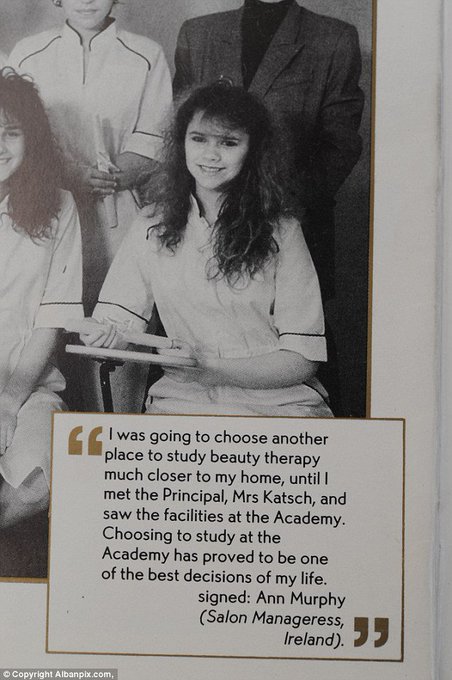 “ I was going to choose another
place to study beauty therapy
much closer to my home, until I
met the Principal, Mrs Katsch, and
saw the facilities at the Academy.
Choosing to study at the
Academy has proved to be one
of the best decisions of my life.
signed: Ann Murphy
(Salon Manageress,
Ireland). ”
© Copyright Albanpix.com,